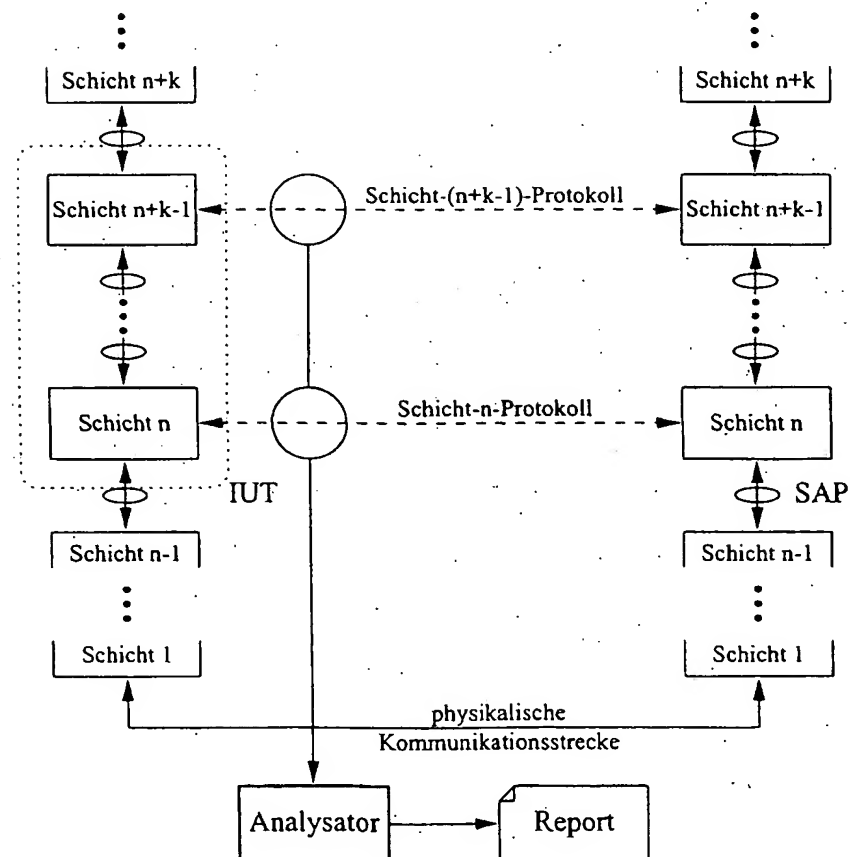 Schicht n+k
Schicht n+k
Schicht n+k-1
Schicht-(n+k-1)-Protokoll
Schicht n+k-1
Schicht n
Schicht-n-Protokoll
Schicht n
IUT
SAP
Schicht n-1
Schicht n-1
Schicht 1
Schicht 1
physikalische
Kommunikationsstrecke
Analysator
Report